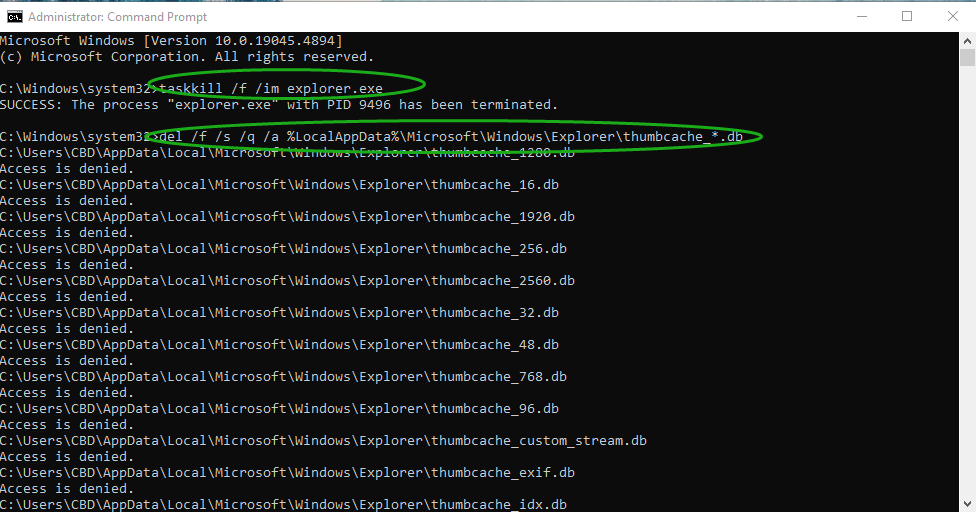 Administrator: Command Prompt
Microsoft Windows [Version 10.0.19045.4894]
(c) Microsoft Corporation. All rights reserved.
C:\Windows\system32>taskkill /f /im explorer.exe
SUCCESS: The process "explorer.exe" with PID 9496 has been terminated.
C:\Windows\system32>del /f /s /q /a %LocalAppData%\Microsoft\Windows\Explorer\thumbcache_*.db
C:\Users\CBD\AppData\Local\Microsoft\Windows\Explorer\thumbcache_1280.db
Access is denied.
C:\Users\CBD\AppData\Local\Microsoft\Windows\Explorer\thumbcache_16.db
Access is denied.
C:\Users\CBD\AppData\Local\Microsoft\Windows\Explorer\thumbcache_1920.db
Access is denied.
C:\Users\CBD\AppData\Local\Microsoft\Windows\Explorer\thumbcache_256.db
Access is denied.
C:\Users\CBD\AppData\Local\Microsoft\Windows\Explorer\thumbcache_2560.db
Access is denied.
C:\Users\CBD\AppData\Local\Microsoft\Windows\Explorer\thumbcache_32.db
Access is denied.
C:\Users\CBD\AppData\Local\Microsoft\Windows\Explorer\thumbcache_48.db
Access is denied.
C:\Users\CBD\AppData\Local\Microsoft\Windows\Explorer\thumbcache_768.db
Access is denied.
C:\Users\CBD\AppData\Local\Microsoft\Windows\Explorer\thumbcache_96.db
Access is denied.
C:\Users\CBD\AppData\Local\Microsoft\Windows\Explorer\thumbcache_custom_stream.db
Access is denied.
C:\Users\CBD\AppData\Local\Microsoft\Windows\Explorer\thumbcache_exif.db
Access is denied.
C:\Users\CBD\AppData\Local\Microsoft\Windows\Explorer\thumbcache_idx.db